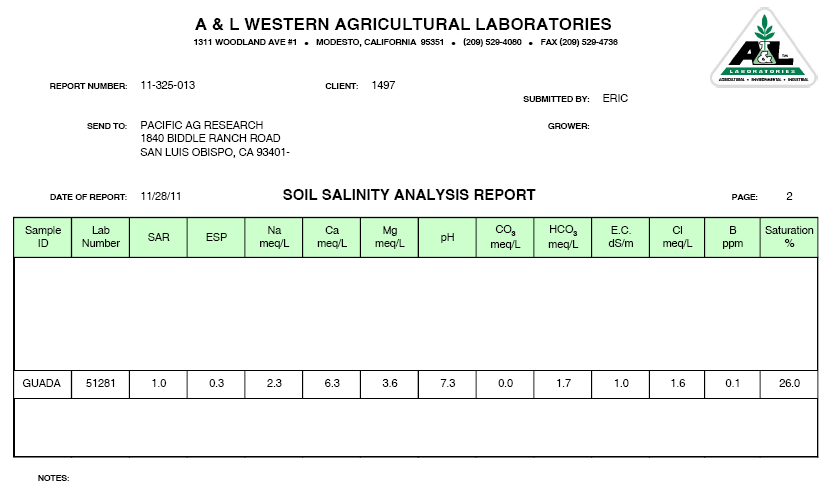 A & L WESTERN AGRICULTURAL LABORATORIES
1311 WOODLAND AVE #1 • MODESTO, CALIFORNIA 95351 • (209) 529-4080 • FAX (209) 529-4736
A&L
LABORATORIES
AGRICULTURAL • ENVIRONMENTAL • INDUSTRIAL
REPORT NUMBER: 11-325-013 CLIENT: 1497
SUBMITTED BY: ERIC
SEND TO: PACIFIC AG RESEARCH GROWER:
1840 BIDDLE RANCH ROAD
SAN LUIS OBISPO, CA 93401-
DATE OF REPORT: 11/28/11 SOIL SALINITY ANALYSIS REPORT PAGE: 2
Sample Lab SAR ESP Na Ca Mg pH CO3 HCO3 E.C. Cl B Saturation
ID Number meq/L meq/L meq/L meq/L meq/L dS/m meq/L ppm %
GUADA 51281 1.0 0.3 2.3 6.3 3.6 7.3 0.0 1.7 1.0 1.6 0.1 26.0
NOTES: